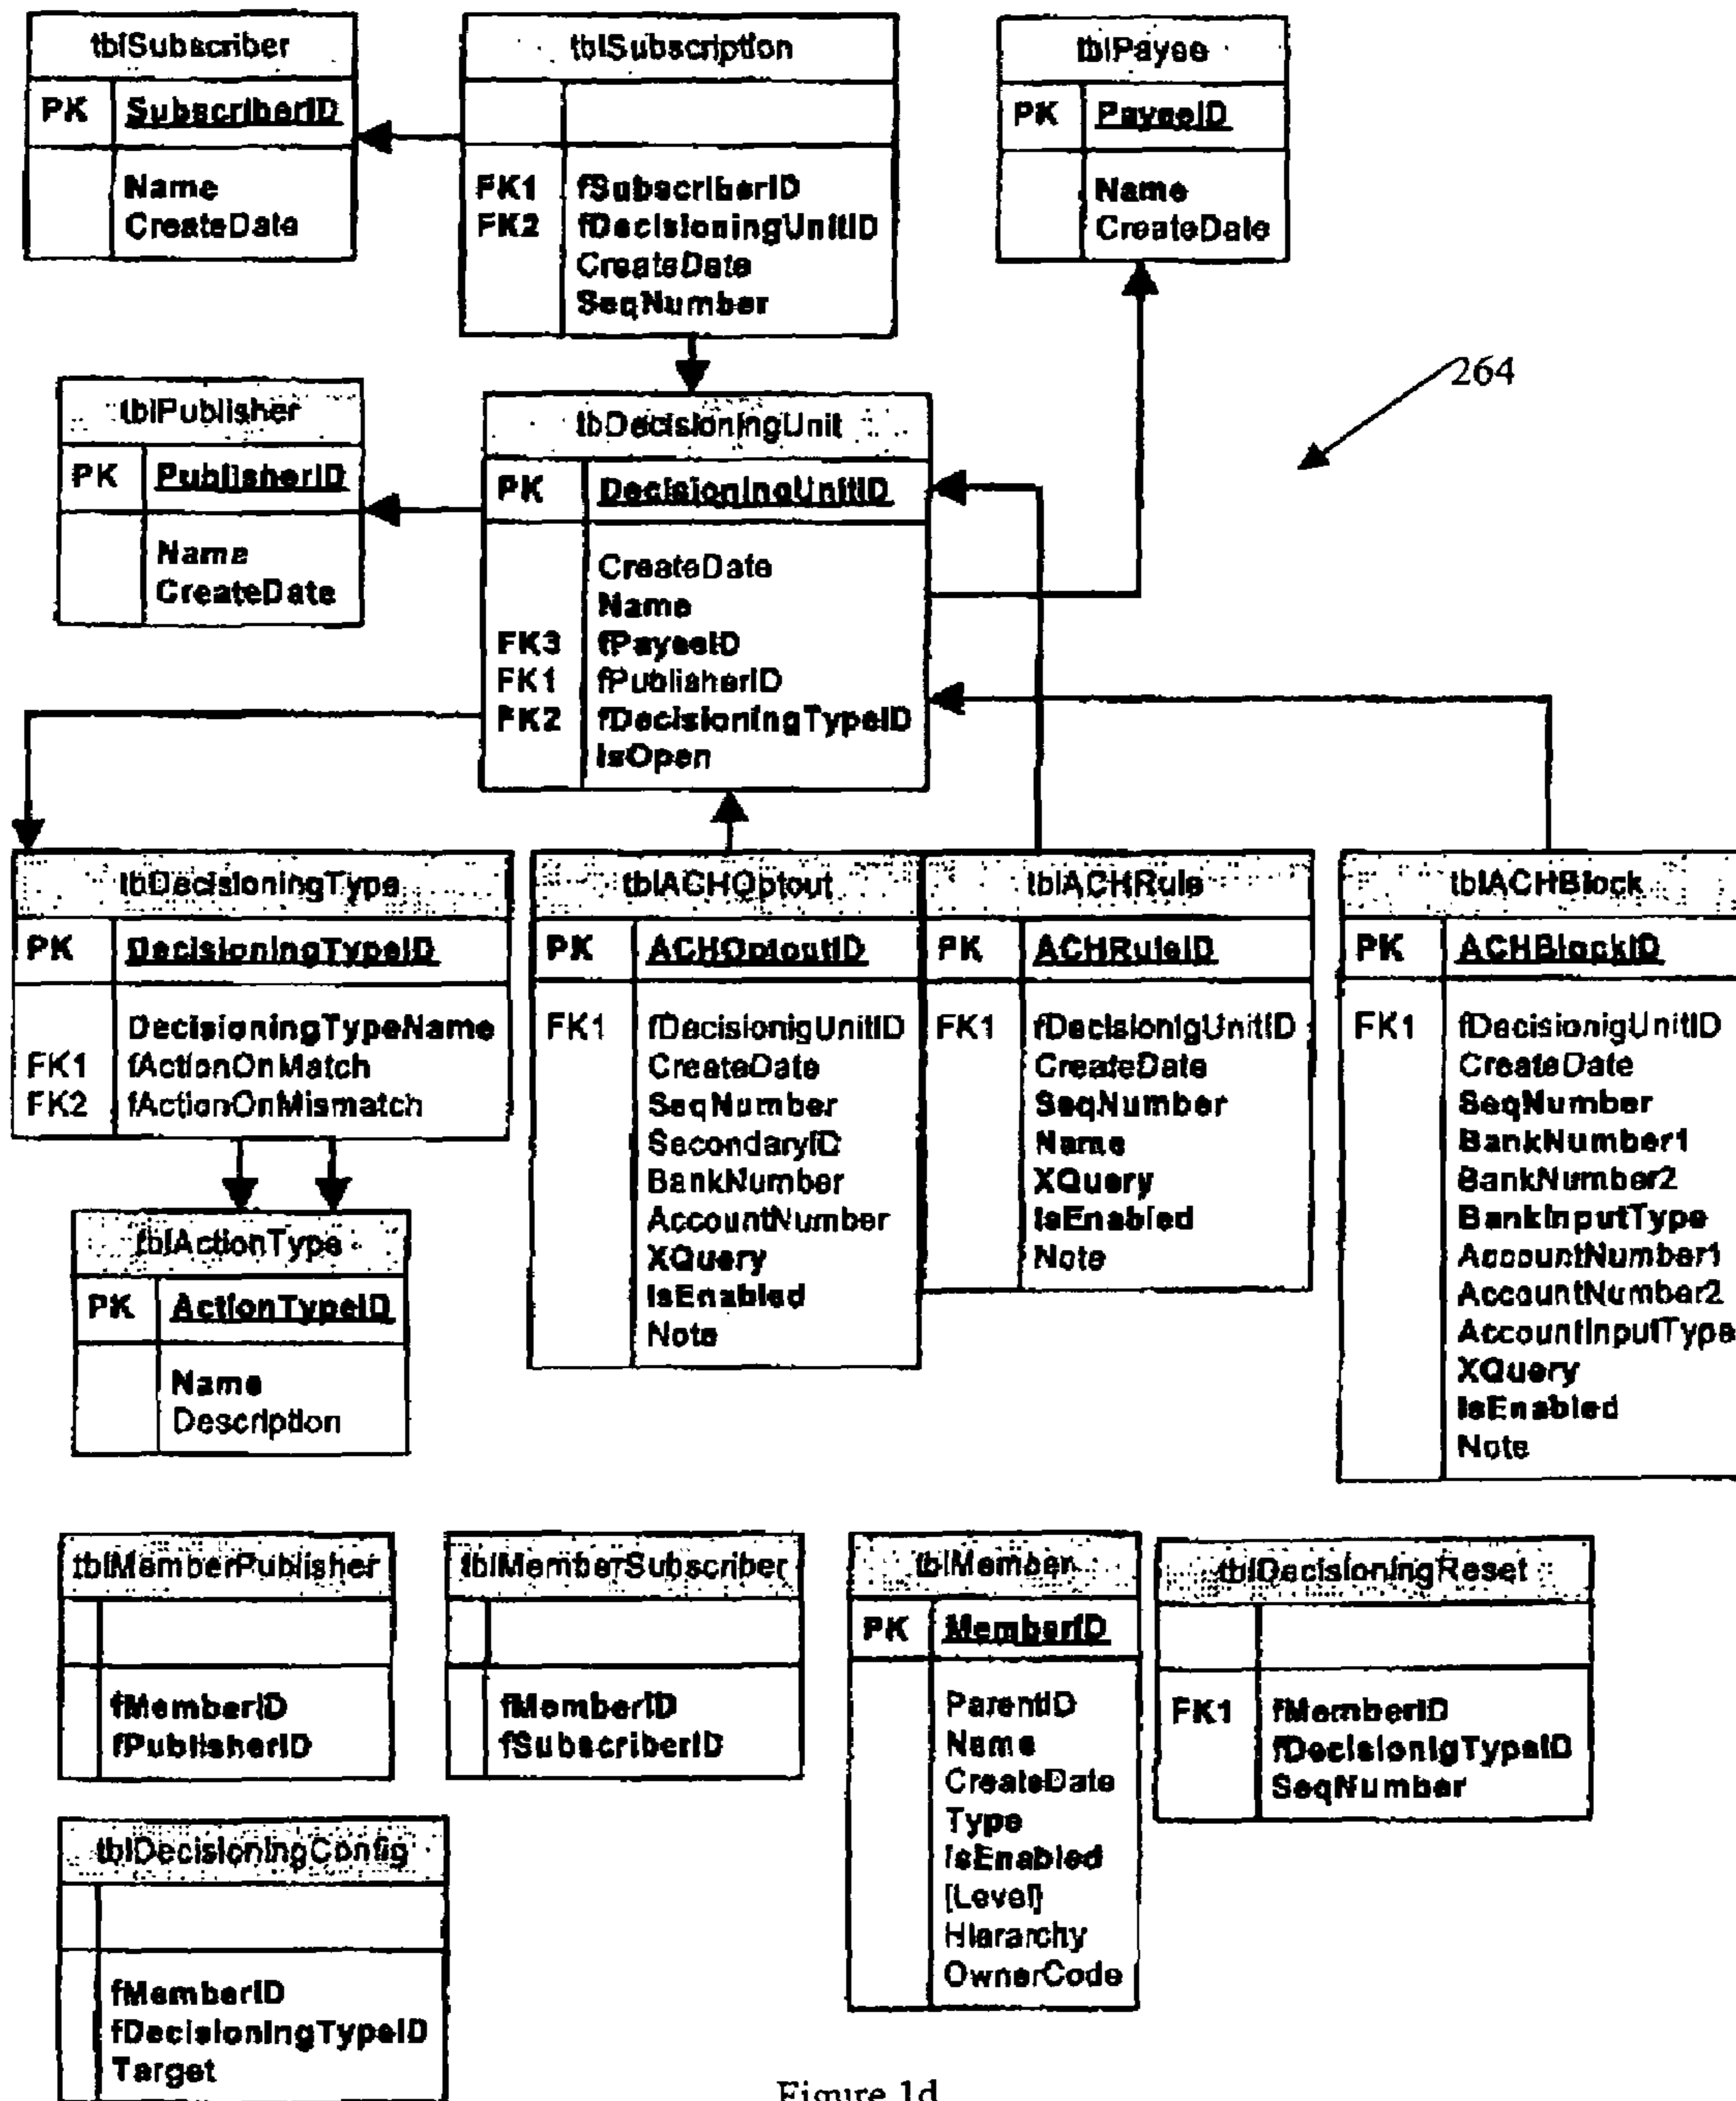 tblSubscriber
PK SubscriberID
Name
CreateDate
tblSubscription
FK1 fSubscriberID
FK2 fDecisioningUnitID
CreateDate
SeqNumber
tblPayee
PK PayeeID
Name
CreateDate
264
tblPublisher
PK PublisherID
Name
CreateDate
tbDecisioningUnit
PK DecisioningUnitID
CreateDate
Name
FK3 fPayeeID
FK1 fPublisherID
FK2 fDecisioningTypeID
IsOpen
tbDecisioningType
PK DecisioningTypeID
DecisioningTypeName
FK1 fActionOnMatch
FK2 fActionOnMismatch
tblACHOptout
PK ACHOptoutID
FK1 fDecisionigUnitID
CreateDate
SeqNumber
SecondaryID
BankNumber
AccountNumber
XQuery
IsEnabled
Note
tblACHRule
PK ACHRuleID
FK1 fDecisionigUnitID
CreateDate
SeqNumber
Name
XQuery
IsEnabled
Note
tblACHBlock
PK ACHBlockID
FK1 fDecisionigUnitID
CreateDate
SeqNumber
BankNumber1
BankNumber2
BankInputType
AccountNumber1
AccountNumber2
AccountInputType
XQuery
IsEnabled
Note
tblActionType
PK ActionTypeID
Name
Description
tblMemberPublisher
fMemberID
fPublisherID
tblMemberSubscriber
fMemberID
fSubscriberID
tblMember
PK MemberID
ParentID
Name
CreateDate
Type
IsEnabled
[Level]
Hierarchy
OwnerCode
tblDecisioningReset
FK1 fMemberID
fDecisionigTypeID
SeqNumber
tblDecisioningConfig
fMemberID
fDecisioningTypeID
Target
Figure 1d